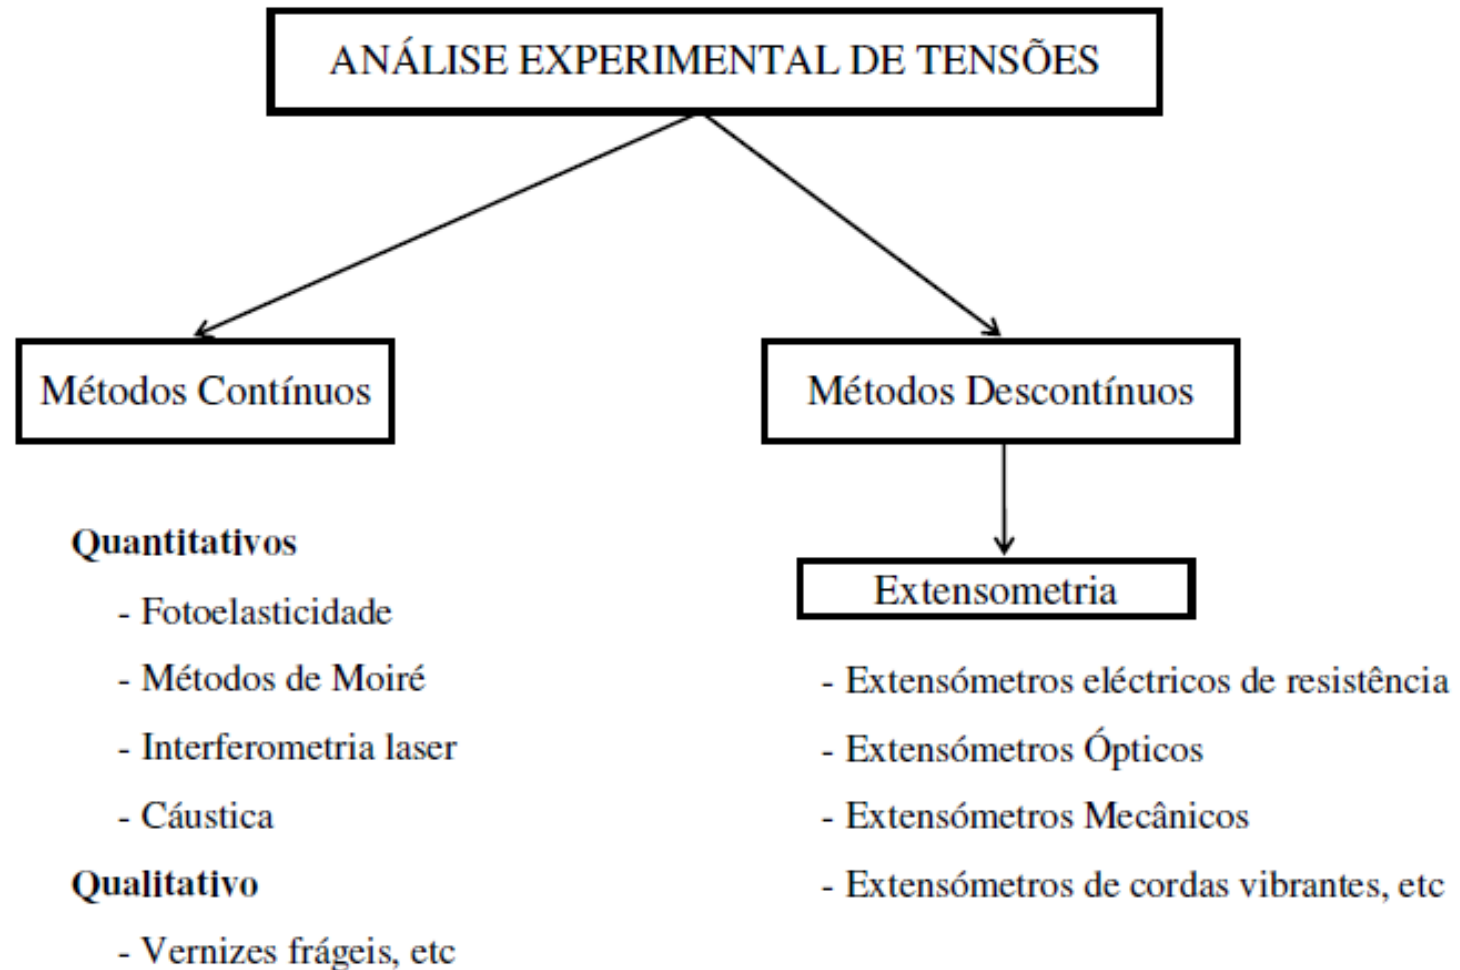 ANÁLISE EXPERIMENTAL DE TENSÕES
Métodos Contínuos
Métodos Descontínuos
Quantitativos
- Fotoelasticidade
- Métodos de Moiré
- Interferometria laser
- Cáustica
Qualitativo
- Vernizes frágeis, etc
Extensometria
- Extensómetros eléctricos de resistência
- Extensómetros Ópticos
- Extensómetros Mecânicos
- Extensómetros de cordas vibrantes, etc